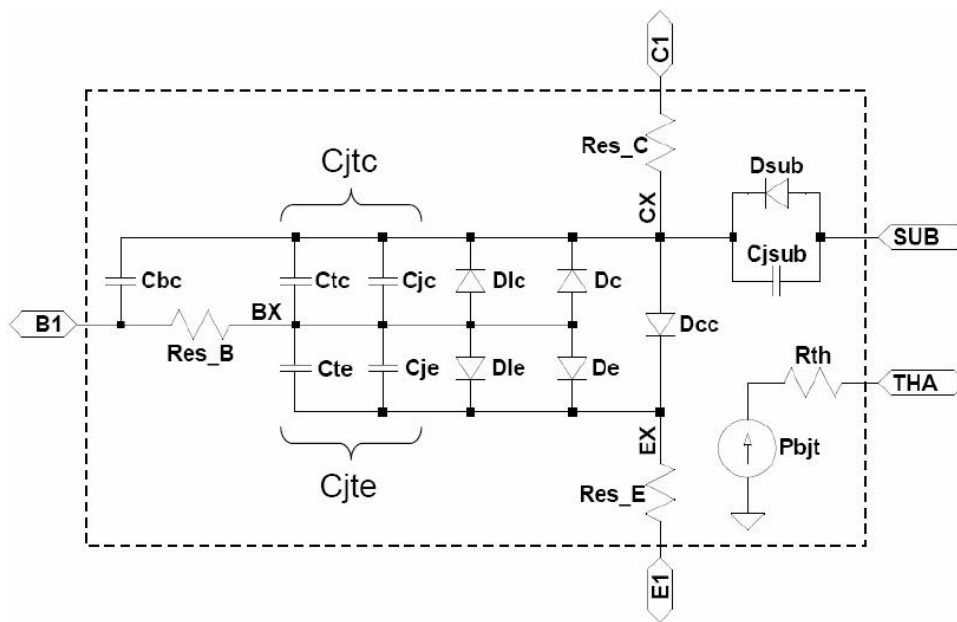 C1
Res_C
Cjtc
Dsub
CX
SUB
Cjsub
Cbc
Ctc
Cjc
Dlc
Dc
BX
Dcc
B1
Res_B
Rth
Cte
Cje
Dle
De
THA
EX
Pbjt
Cjte
Res_E
E1